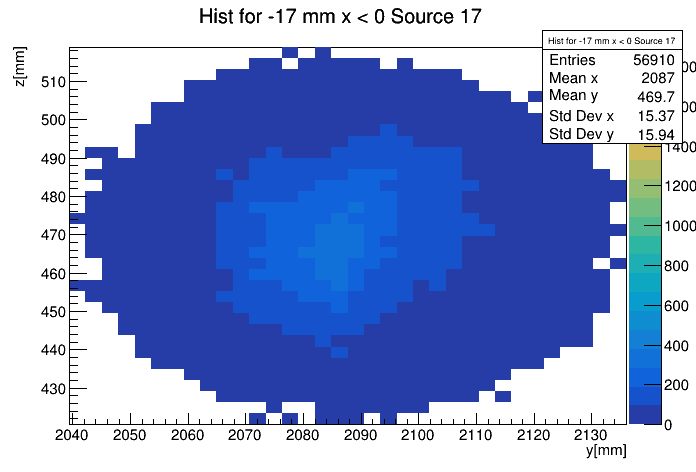 Hist for -17 mm x < 0 Source 17
Hist for -17 mm x < 0 Source 17
Entries 56910
Mean x 2087
Mean y 469.7
Std Dev x 15.37
Std Dev y 15.94
z[mm]
510
500
490
480
470
460
450
440
430
2040 2050 2060 2070 2080 2090 2100 2110 2120 2130
y[mm]
1400
1200
1000
800
600
400
200
0